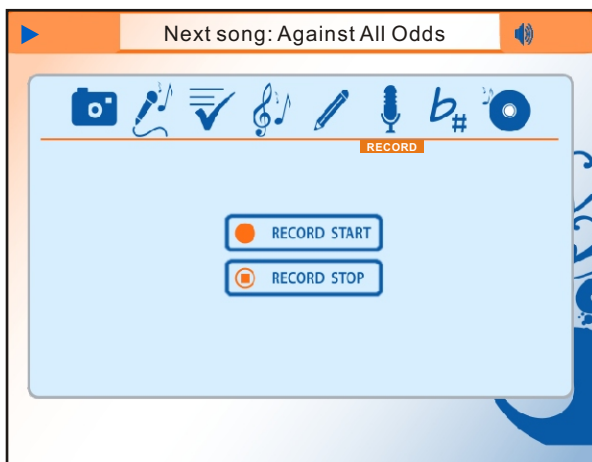 Next song: Against All Odds
RECORD
RECORD START
RECORD STOP